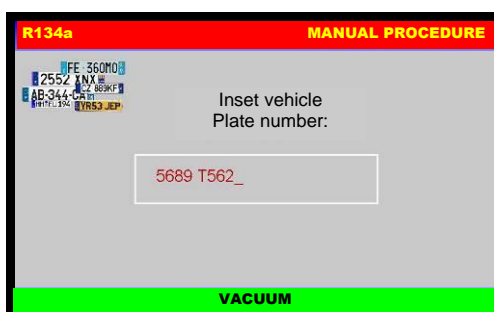 R134a MANUAL PROCEDURE
FE 360MO
2552 XNX
CZ 889KF
AB-344-CA
YR53 JEP
Inset vehicle
Plate number:
5689 T562_
VACUUM